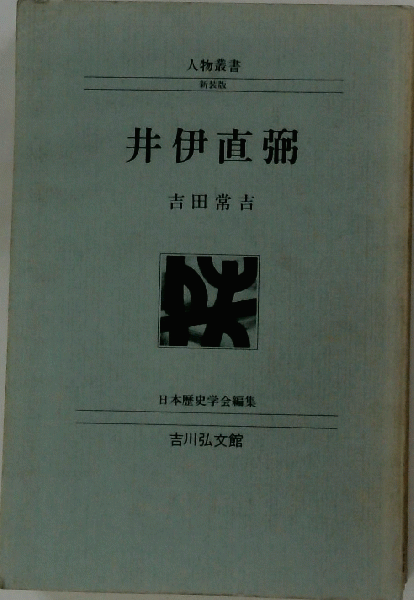 人物叢書
新装版
井伊直弼
吉田常吉
日本歴史学会編集
吉川弘文館